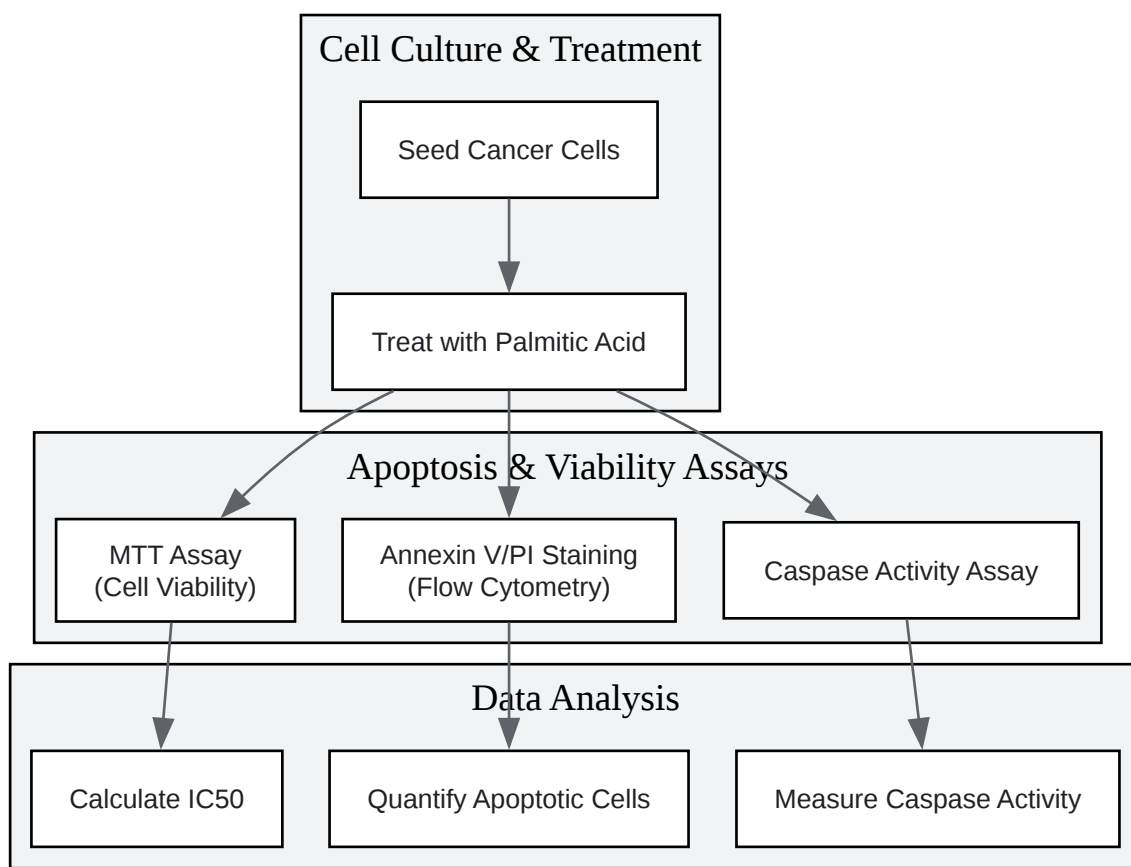 Cell Culture & Treatment
Seed Cancer Cells
Treat with Palmitic Acid
Apoptosis & Viability Assays
MTT Assay
(Cell Viability)
Annexin V/PI Staining
(Flow Cytometry)
Caspase Activity Assay
Data Analysis
Calculate IC50
Quantify Apoptotic Cells
Measure Caspase Activity